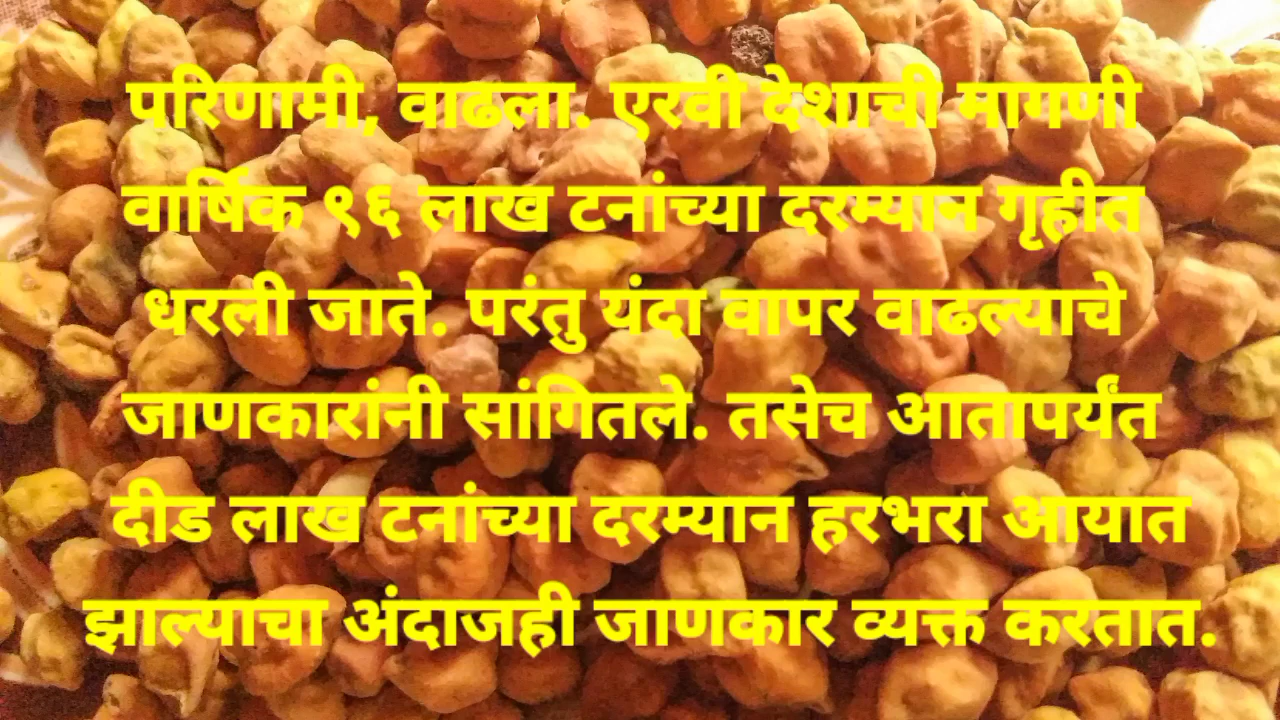 परिणामी, वाढला. एरवी देशाची मागणी
वार्षिक ९६ लाख टनांच्या दरम्यान गृहीत
धरली जाते. परंतु यंदा वापर वाढल्याचे
जाणकारांनी सांगितले. तसेच आतापर्यंत
दीड लाख टनांच्या दरम्यान हरभरा आयात
झाल्याचा अंदाजही जाणकार व्यक्त करतात.